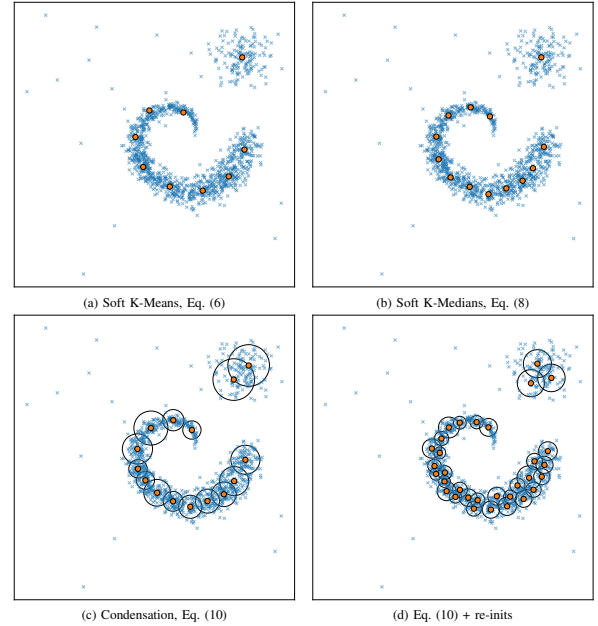 (a) Soft K-Means, Eq. (6)
(b) Soft K-Medians, Eq. (8)
(c) Condensation, Eq. (10)
(d) Eq. (10) + re-inits